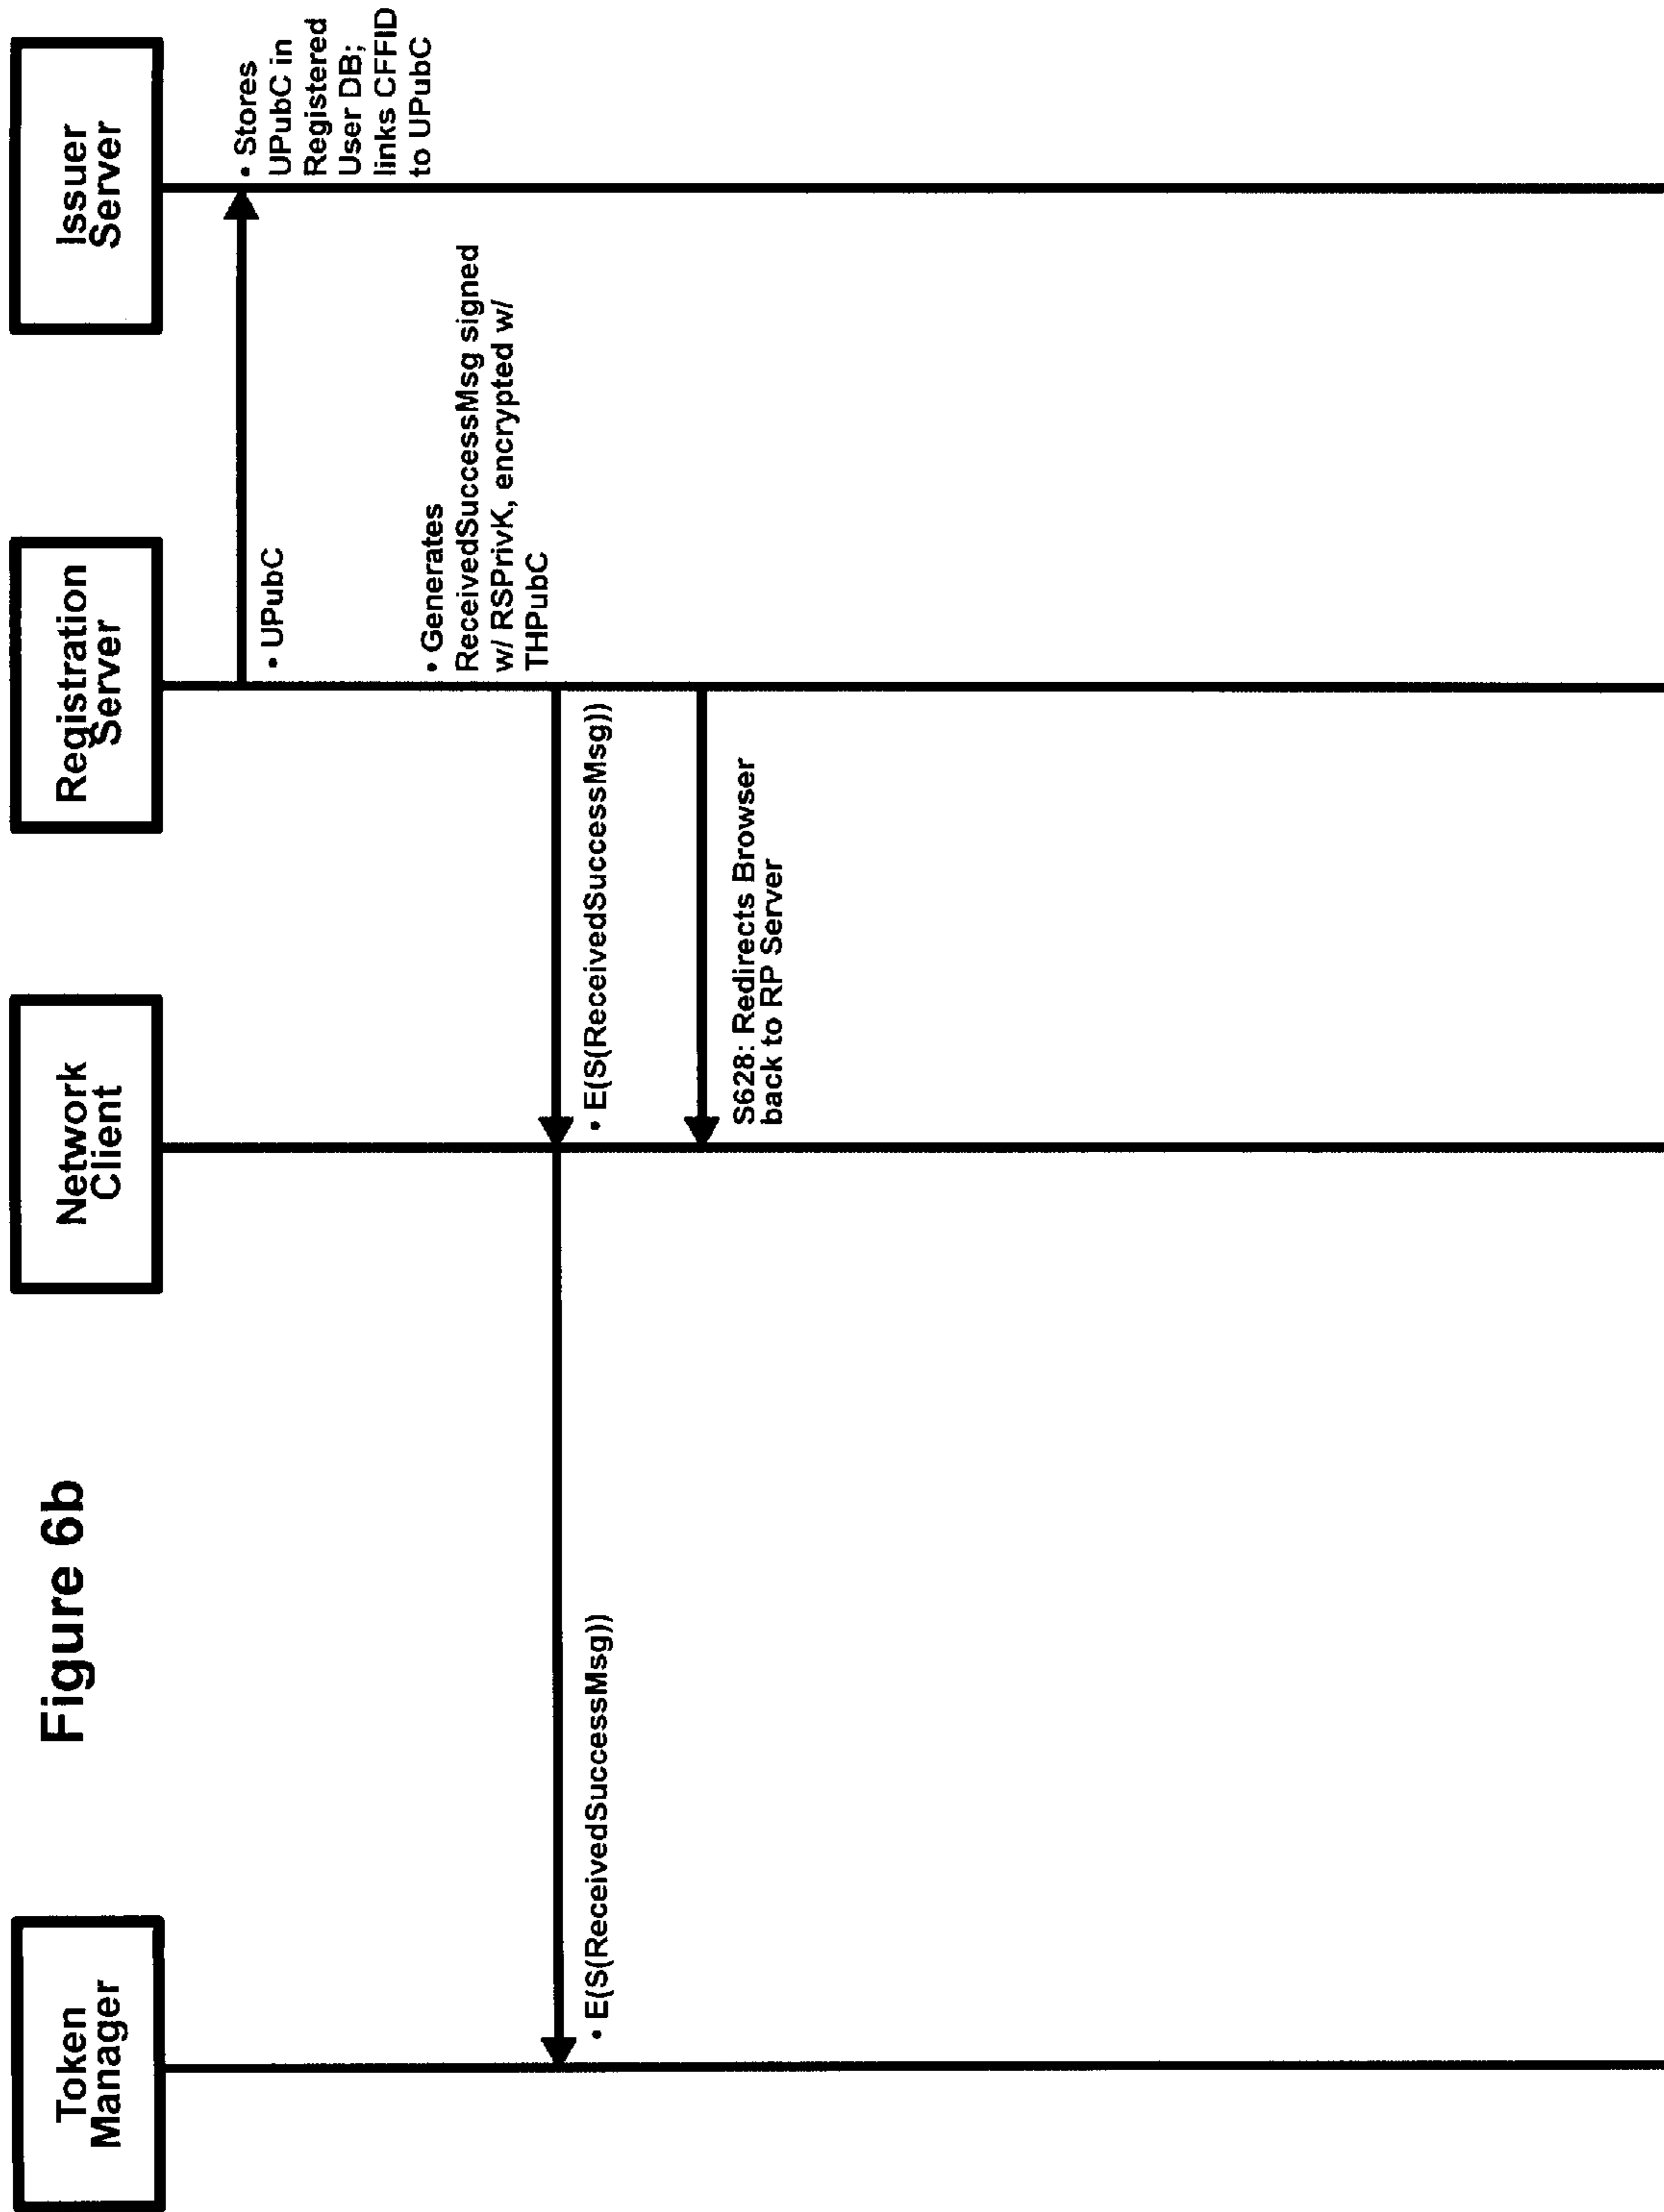 Figure 6b
Token
Manager
Network
Client
Registration
Server
Issuer
Server
• UPubC
• Stores
UPubC in
Registered
User DB;
links CFFID
to UPubC
• Generates
ReceivedSuccessMsg signed
w/ RSPrivK, encrypted w/
THPubC
• E(S(ReceivedSuccessMsg))
• E(S(ReceivedSuccessMsg))
S628: Redirects Browser
back to RP Server